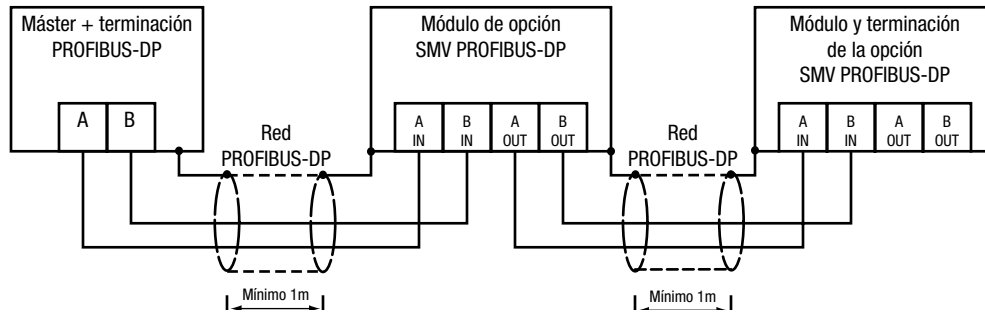 Máster + terminación
PROFIBUS-DP
A
B
Red
PROFIBUS-DP
Mínimo 1m
Módulo de opción
SMV PROFIBUS-DP
A
IN
B
IN
A
OUT
B
OUT
Red
PROFIBUS-DP
Mínimo 1m
Módulo y terminación
de la opción
SMV PROFIBUS-DP
A
IN
B
IN
A
OUT
B
OUT